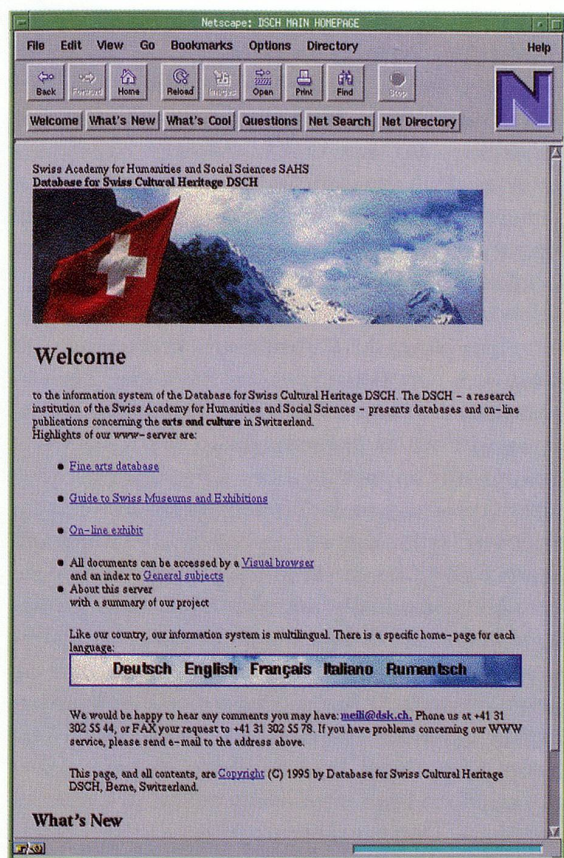 Netscape: DSCH MAIN HOMEPAGE
File Edit View Go Bookmarks Options Directory Help
Back Forward Home Reload Images Open Print Find Stop
N
Welcome What's New What's Cool Questions Net Search Net Directory
Swiss Academy for Humanities and Social Sciences SAHS
Database for Swiss Cultural Heritage DSCH
Welcome
to the information system of the Database for Swiss Cultural Heritage DSCH. The DSCH - a research
institution of the Swiss Academy for Humanities and Social Sciences - presents databases and on-line
publications concerning the arts and culture in Switzerland.
Highlights of our www-server are:
Fine arts database
Guide to Swiss Museums and Exhibitions
On-line exhibit
All documents can be accessed by a Visual browser
and an index to General subjects
About this server
with a summary of our project
Like our country, our information system is multilingual. There is a specific home-page for each
language:
Deutsch English Français Italiano Rumantsch
We would be happy to hear any comments you may have: meili@dsk.ch. Phone us at +41 31
302 55 44, or FAX your request to +41 31 302 55 78. If you have problems concerning our WWW
service, please send e-mail to the address above.
This page, and all contents, are Copyright (C) 1995 by Database for Swiss Cultural Heritage
DSCH, Berne, Switzerland.
What's New